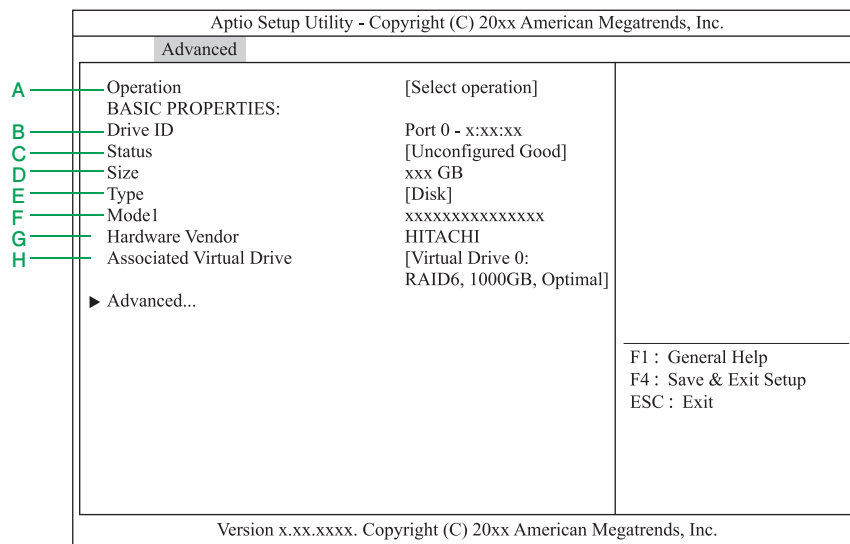 Aptio Setup Utility - Copyright (C) 20xx American Megatrends, Inc.
Advanced
A Operation [Select operation]
BASIC PROPERTIES:
B Drive ID Port 0 - x:xx:xx
C Status [Unconfigured Good]
D Size xxx GB
E Type [Disk]
F Mode1 xxxxxxxxxxxxxxx
G Hardware Vendor HITACHI
H Associated Virtual Drive [Virtual Drive 0:
RAID6, 1000GB, Optimal]
▶ Advanced...
F1 : General Help
F4 : Save & Exit Setup
ESC : Exit
Version x.xx.xxxx. Copyright (C) 20xx American Megatrends, Inc.